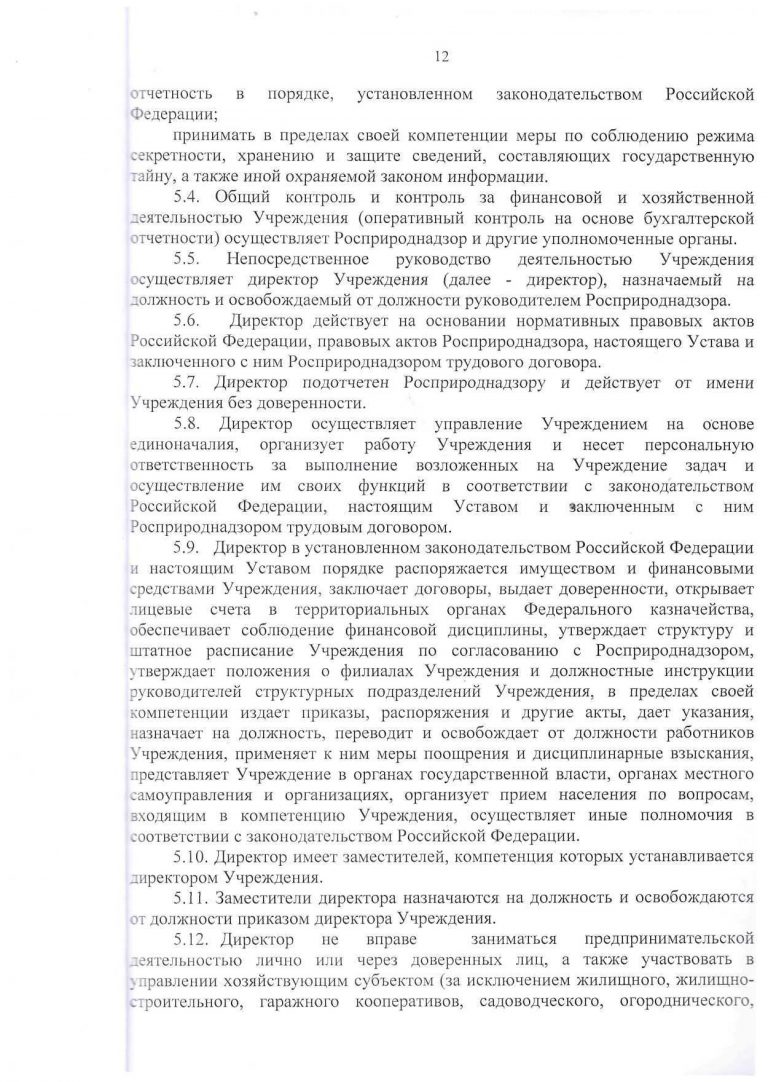 12
отчетность в порядке, установленном законодательством Российской
Федерации;
принимать в пределах своей компетенции меры по соблюдению режима
секретности, хранению и защите сведений, составляющих государственную
тайну, а также иной охраняемой законом информации.
5.4. Общий контроль и контроль за финансовой и хозяйственной
деятельностью Учреждения (оперативный контроль на основе бухгалтерской
отчетности) осуществляет Росприроднадзор и другие уполномоченные органы.
5.5. Непосредственное руководство деятельностью Учреждения
осуществляет директор Учреждения (далее - директор), назначаемый на
должность и освобождаемый от должности руководителем Росприроднадзора.
5.6. Директор действует на основании нормативных правовых актов
Российской Федерации, правовых актов Росприроднадзора, настоящего Устава и
заключенного с ним Росприроднадзором трудового договора.
5.7. Директор подотчетен Росприроднадзору и действует от имени
Учреждения без доверенности.
5.8. Директор осуществляет управление Учреждением на основе
единоначалия, организует работу Учреждения и несет персональную
ответственность за выполнение возложенных на Учреждение задач и
осуществление им своих функций в соответствии с законодательством
Российской Федерации, настоящим Уставом и заключенным с ним
Росприроднадзором трудовым договором.
5.9. Директор в установленном законодательством Российской Федерации
и настоящим Уставом порядке распоряжается имуществом и финансовыми
средствами Учреждения, заключает договоры, выдает доверенности, открывает
лицевые счета в территориальных органах Федерального казначейства,
обеспечивает соблюдение финансовой дисциплины, утверждает структуру и
штатное расписание Учреждения по согласованию с Росприроднадзором,
утверждает положения о филиалах Учреждения и должностные инструкции
руководителей структурных подразделений Учреждения, в пределах своей
компетенции издает приказы, распоряжения и другие акты, дает указания,
назначает на должность, переводит и освобождает от должности работников
Учреждения, применяет к ним меры поощрения и дисциплинарные взыскания,
представляет Учреждение в органах государственной власти, органах местного
самоуправления и организациях, организует прием населения по вопросам,
входящим в компетенцию Учреждения, осуществляет иные полномочия в
соответствии с законодательством Российской Федерации.
5.10. Директор имеет заместителей, компетенция которых устанавливается
директором Учреждения.
5.11. Заместители директора назначаются на должность и освобождаются
от должности приказом директора Учреждения.
5.12. Директор не вправе заниматься предпринимательской
деятельностью лично или через доверенных лиц, а также участвовать в
управлении хозяйствующим субъектом (за исключением жилищного, жилищно-
строительного, гаражного кооперативов, садоводческого, огороднического,